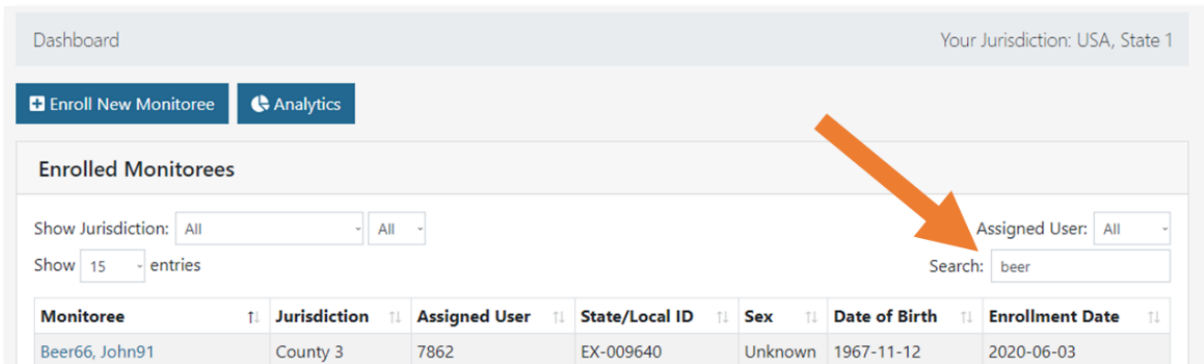 Dashboard Your Jurisdiction: USA, State 1
Enroll New Monitoree Analytics
Enrolled Monitorees
Show Jurisdiction: All All Assigned User: All
Show 15 entries Search: beer
Monitoree Jurisdiction Assigned User State/Local ID Sex Date of Birth Enrollment Date
Beer66, John91 County 3 7862 EX-009640 Unknown 1967-11-12 2020-06-03